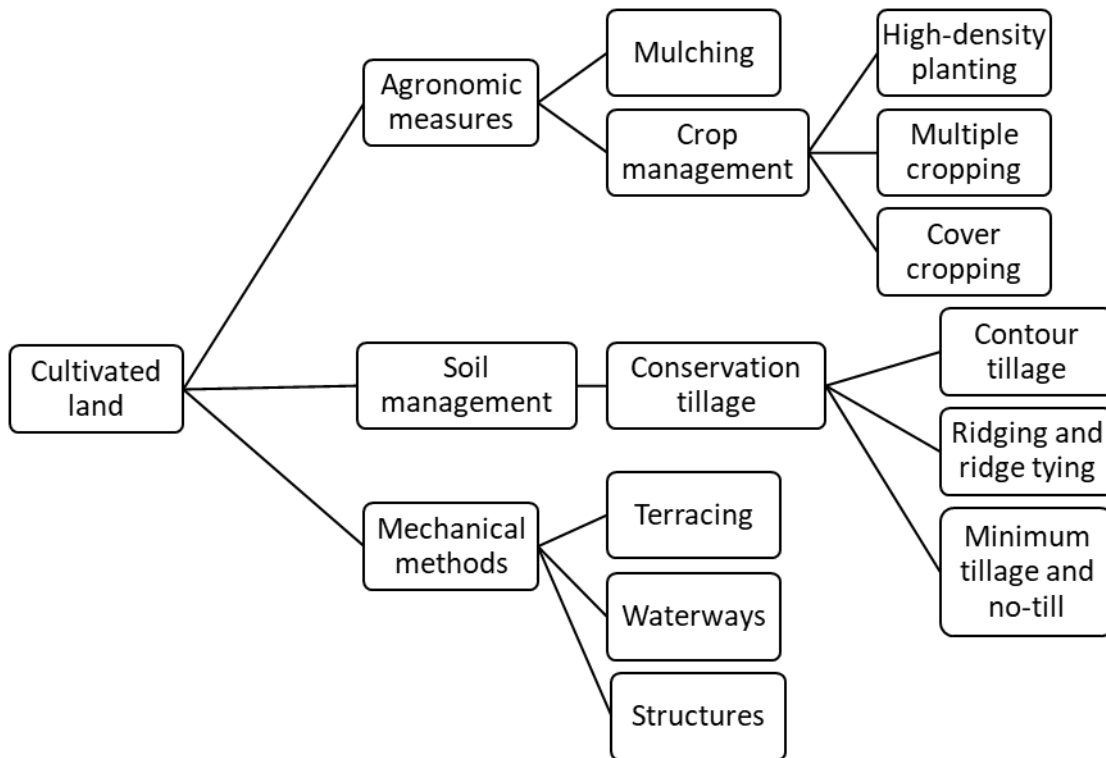 Cultivated
land
Agronomic
measures
Mulching
Crop
management
High-density
planting
Multiple
cropping
Cover
cropping
Soil
management
Conservation
tillage
Contour
tillage
Ridging and
ridge tying
Minimum
tillage and
no-till
Mechanical
methods
Terracing
Waterways
Structures